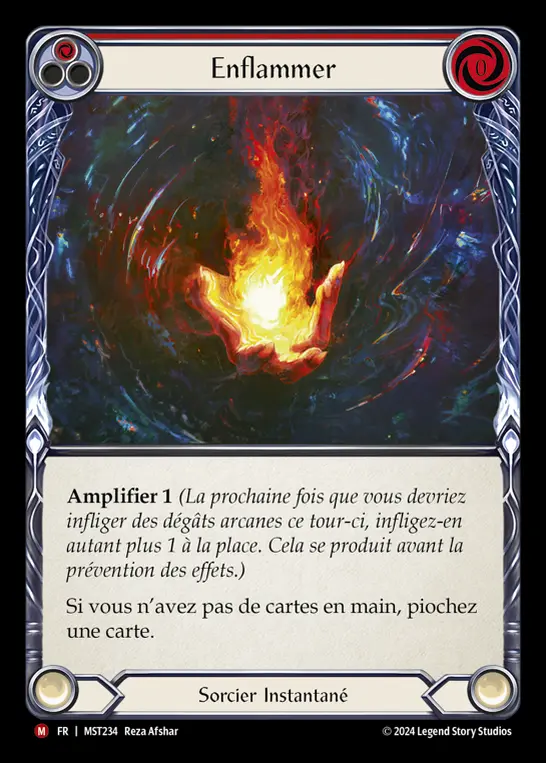 0
Enflammer
Amplifier 1 (La prochaine fois que vous devriez
infliger des dégâts arcanes ce tour-ci, infligez-en
autant plus 1 à la place. Cela se produit avant la
prévention des effets.)
Si vous n’avez pas de cartes en main, piochez
une carte.
Sorcier Instantané
M FR | MST234 Reza Afshar
© 2024 Legend Story Studios